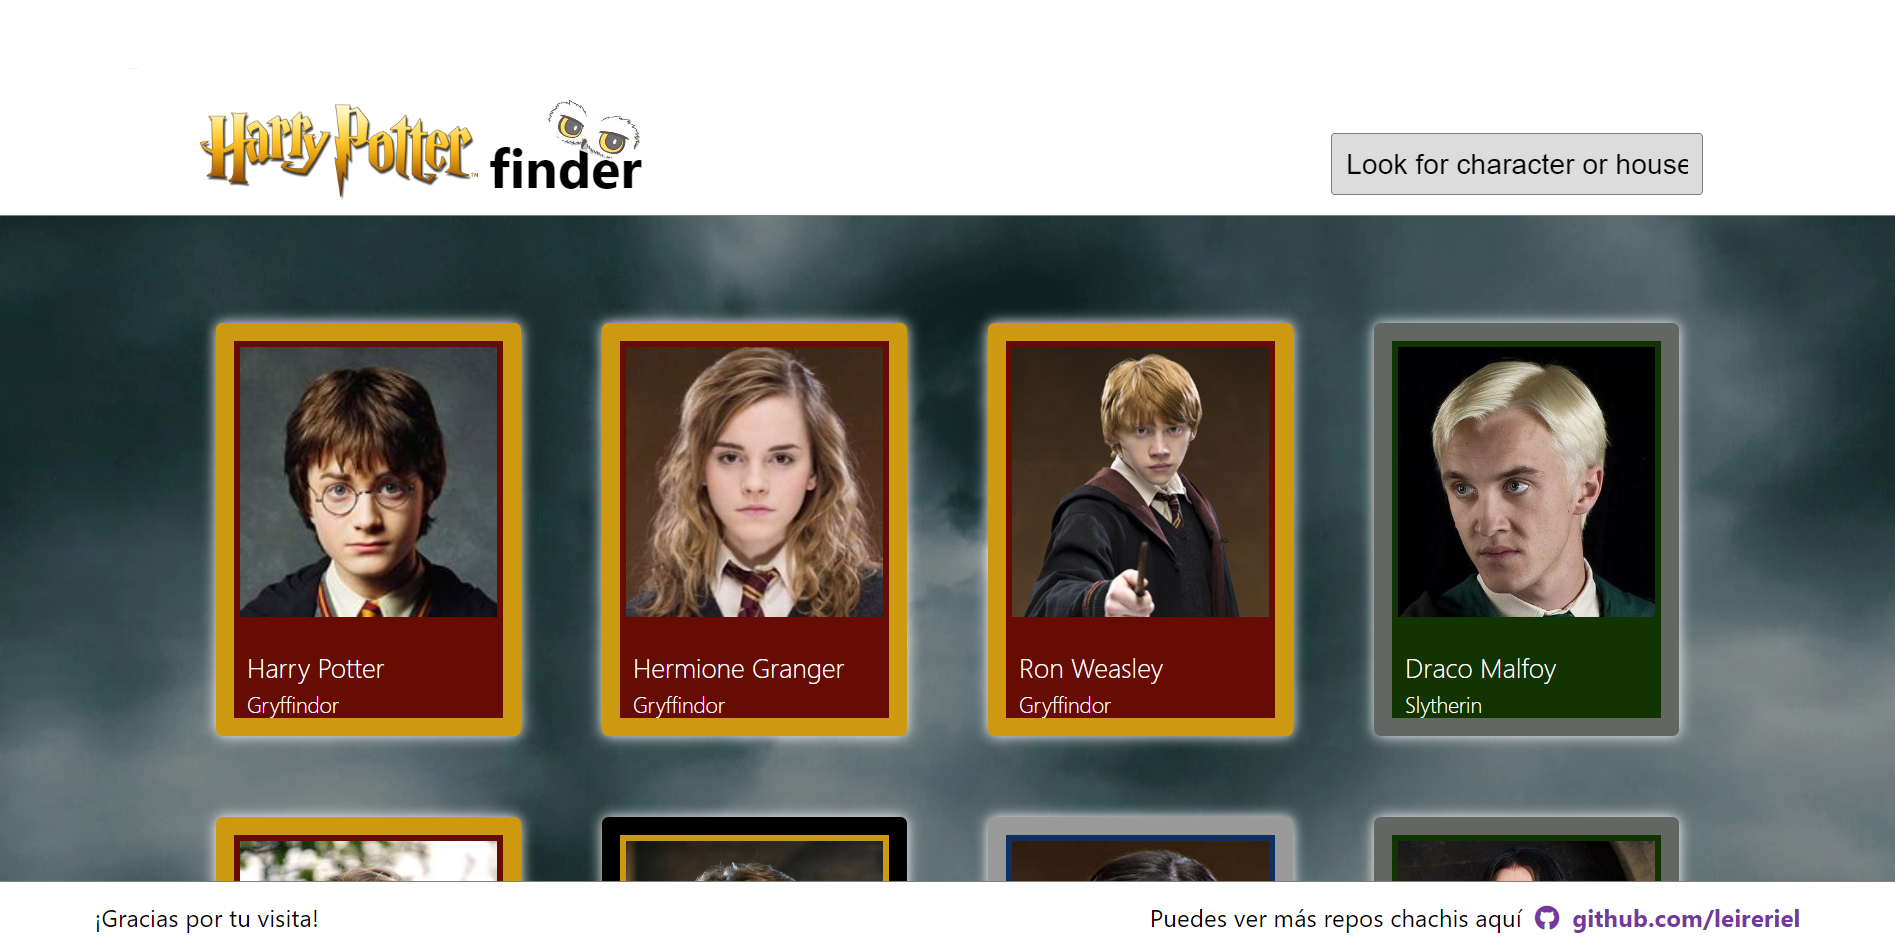 Harry Potter™ finder
Look for character or house
Harry Potter
Gryffindor
Hermione Granger
Gryffindor
Ron Weasley
Gryffindor
Draco Malfoy
Slytherin
¡Gracias por tu visita!
Puedes ver más repos chachis aquí github.com/leireriel